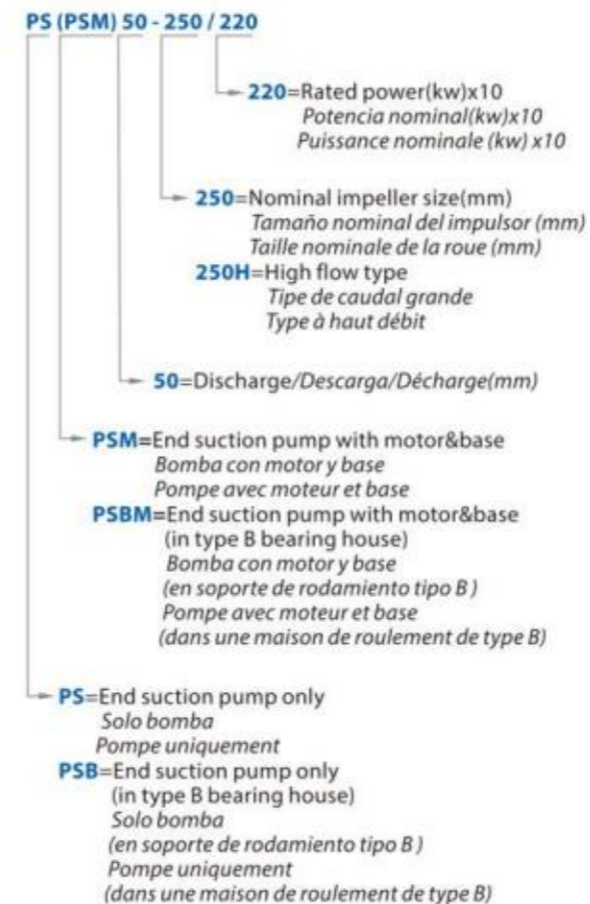 PS (PSM) 50 - 250 / 220
220=Rated power(kw)x10
Potencia nominal(kw)x10
Puissance nominale (kw) x10
250=Nominal impeller size(mm)
Tamaño nominal del impulsor (mm)
Taille nominale de la roue (mm)
250H=High flow type
Tipe de caudal grande
Type à haut débit
50=Discharge/Descarga/Décharge(mm)
PSM=End suction pump with motor&base
Bomba con motor y base
Pompe avec moteur et base
PSBM=End suction pump with motor&base
(in type B bearing house)
Bomba con motor y base
(en soporte de rodamiento tipo B )
Pompe avec moteur et base
(dans une maison de roulement de type B)
PS=End suction pump only
Solo bomba
Pompe uniquement
PSB=End suction pump only
(in type B bearing house)
Solo bomba
(en soporte de rodamiento tipo B )
Pompe uniquement
(dans une maison de roulement de type B)